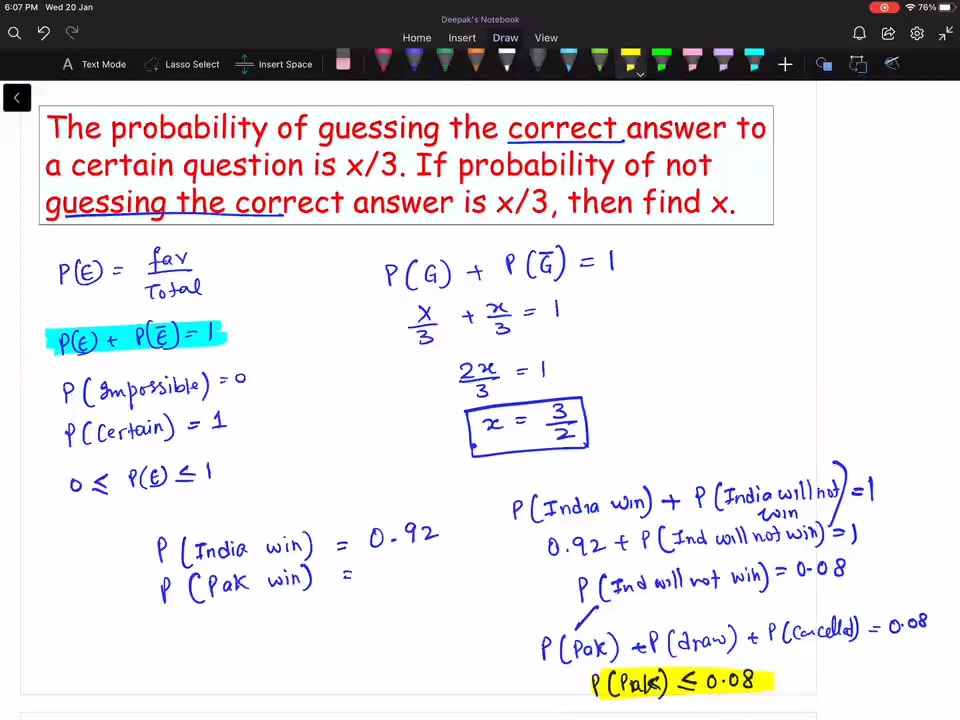 6:07 PM Wed 20 Jan
76%
Deepak's Notebook
Home Insert Draw View
Text Mode Lasso Select Insert Space
The probability of guessing the correct answer to
a certain question is x/3. If probability of not
guessing the correct answer is x/3, then find x.
P(E) = fav/Total
P(E) + P(Ē) = 1
P(Impossible) = 0
P(Certain) = 1
0 ≤ P(E) ≤ 1
P(G) + P(Ḡ) = 1
x/3 + x/3 = 1
2x/3 = 1
x = 3/2
P(India win) = 0.92
P(Pak win) =
P(India win) + P(India will not win) = 1
0.92 + P(Ind will not win) = 1
P(Ind will not win) = 0.08
P(Pak) + P(draw) + P(Cancelled) = 0.08
P(Pak) ≤ 0.08